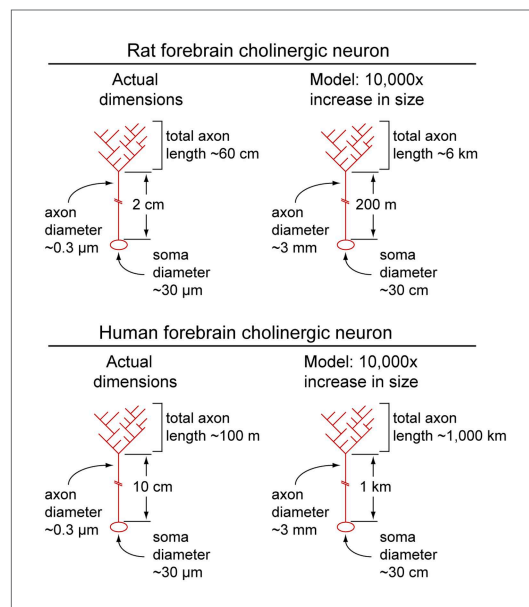 Rat forebrain cholinergic neuron
Actual
dimensions
total axon
length ~60 cm
axon
diameter
~0.3 µm
2 cm
soma
diameter
~30 µm
Model: 10,000x
increase in size
total axon
length ~6 km
axon
diameter
~3 mm
200 m
soma
diameter
~30 cm
Human forebrain cholinergic neuron
Actual
dimensions
total axon
length ~100 m
axon
diameter
~0.3 µm
10 cm
soma
diameter
~30 µm
Model: 10,000x
increase in size
total axon
length ~1,000 km
axon
diameter
~3 mm
1 km
soma
diameter
~30 cm